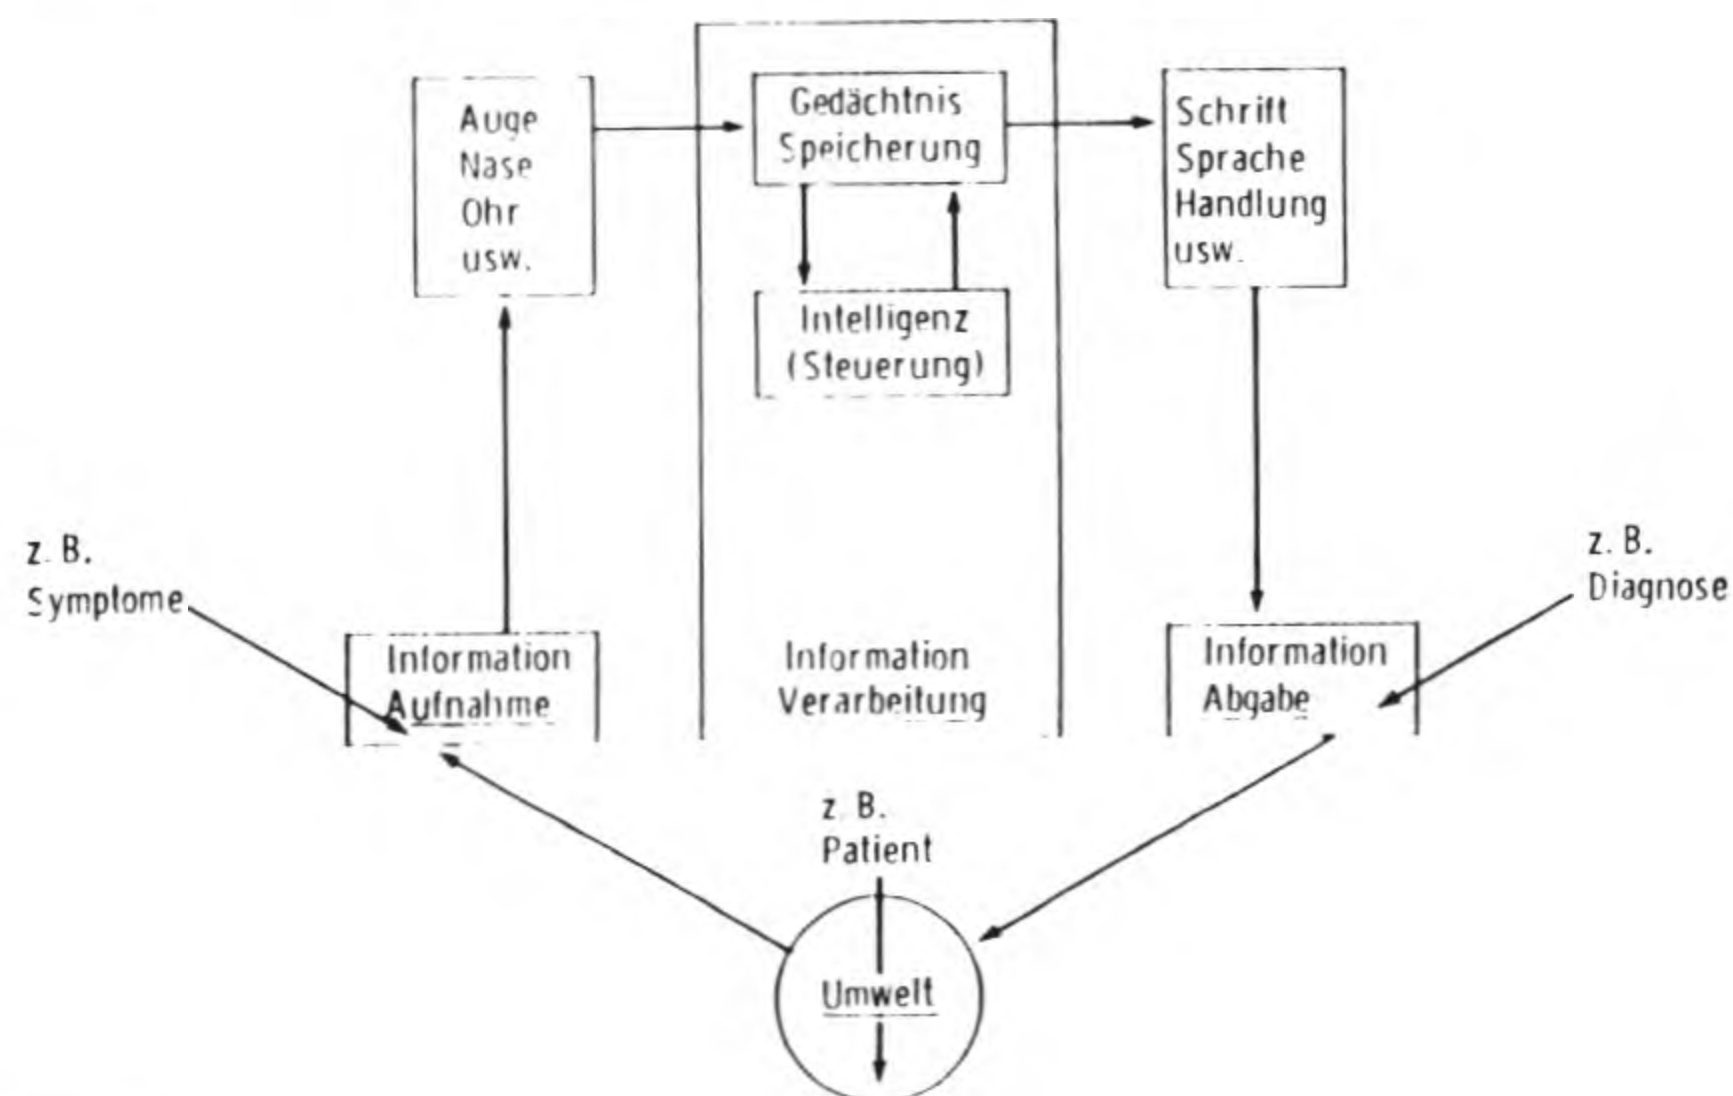 Auge
Nase
Ohr
usw.
Gedächtnis
Speicherung
Intelligenz
(Steuerung)
Schrift
Sprache
Handlung
usw.
z. B.
Symptome
Information
Aufnahme
Information
Verarbeitung
Information
Abgabe
z. B.
Diagnose
z. B.
Patient
Umwelt